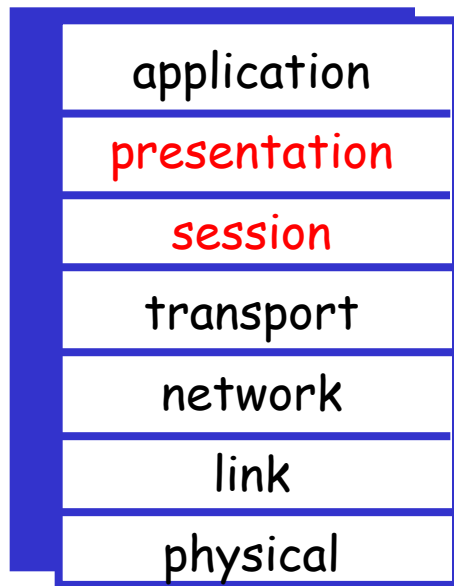 application
presentation
session
transport
network
link
physical